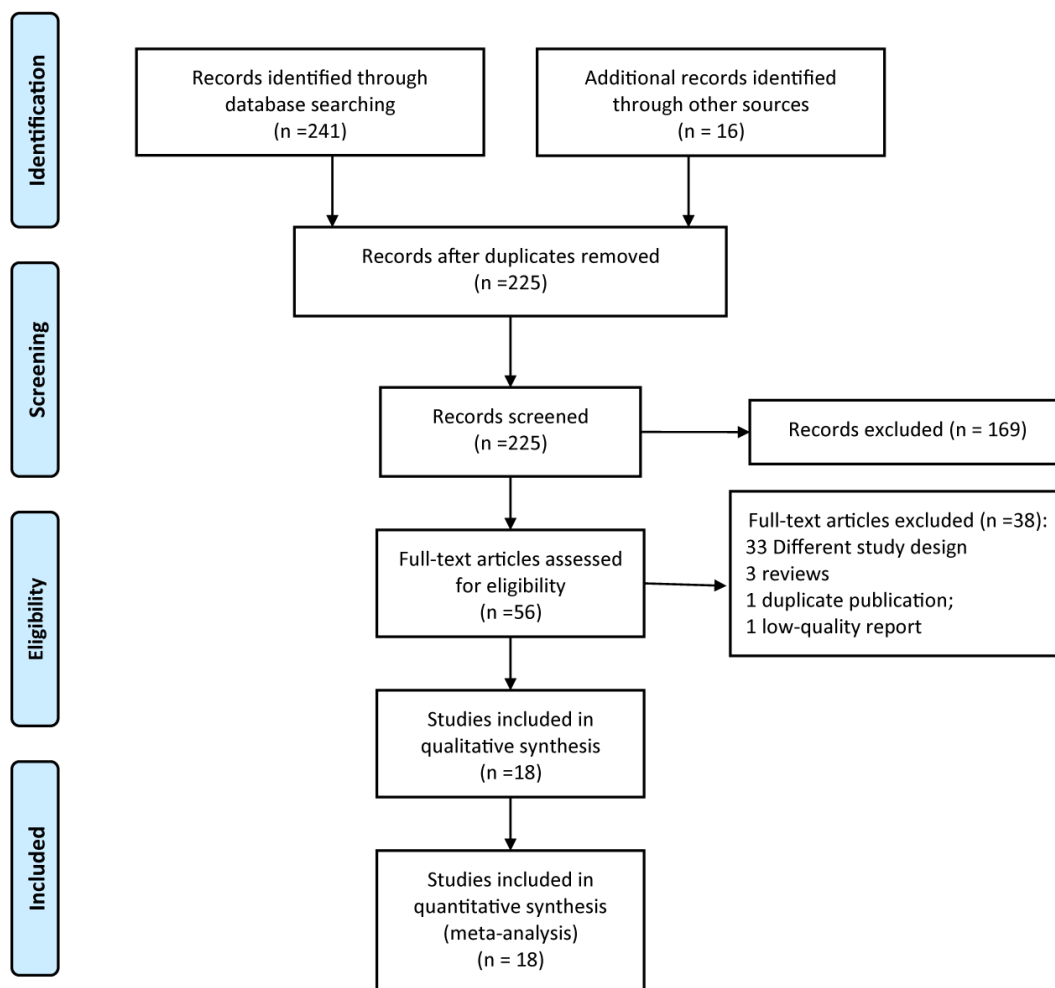 Identification
Records identified through
database searching
(n =241)
Additional records identified
through other sources
(n = 16)
Records after duplicates removed
(n =225)
Screening
Records screened
(n =225)
Records excluded (n = 169)
Eligibility
Full-text articles assessed
for eligibility
(n =56)
Full-text articles excluded (n =38):
33 Different study design
3 reviews
1 duplicate publication;
1 low-quality report
Studies included in
qualitative synthesis
(n =18)
Included
Studies included in
quantitative synthesis
(meta-analysis)
(n = 18)